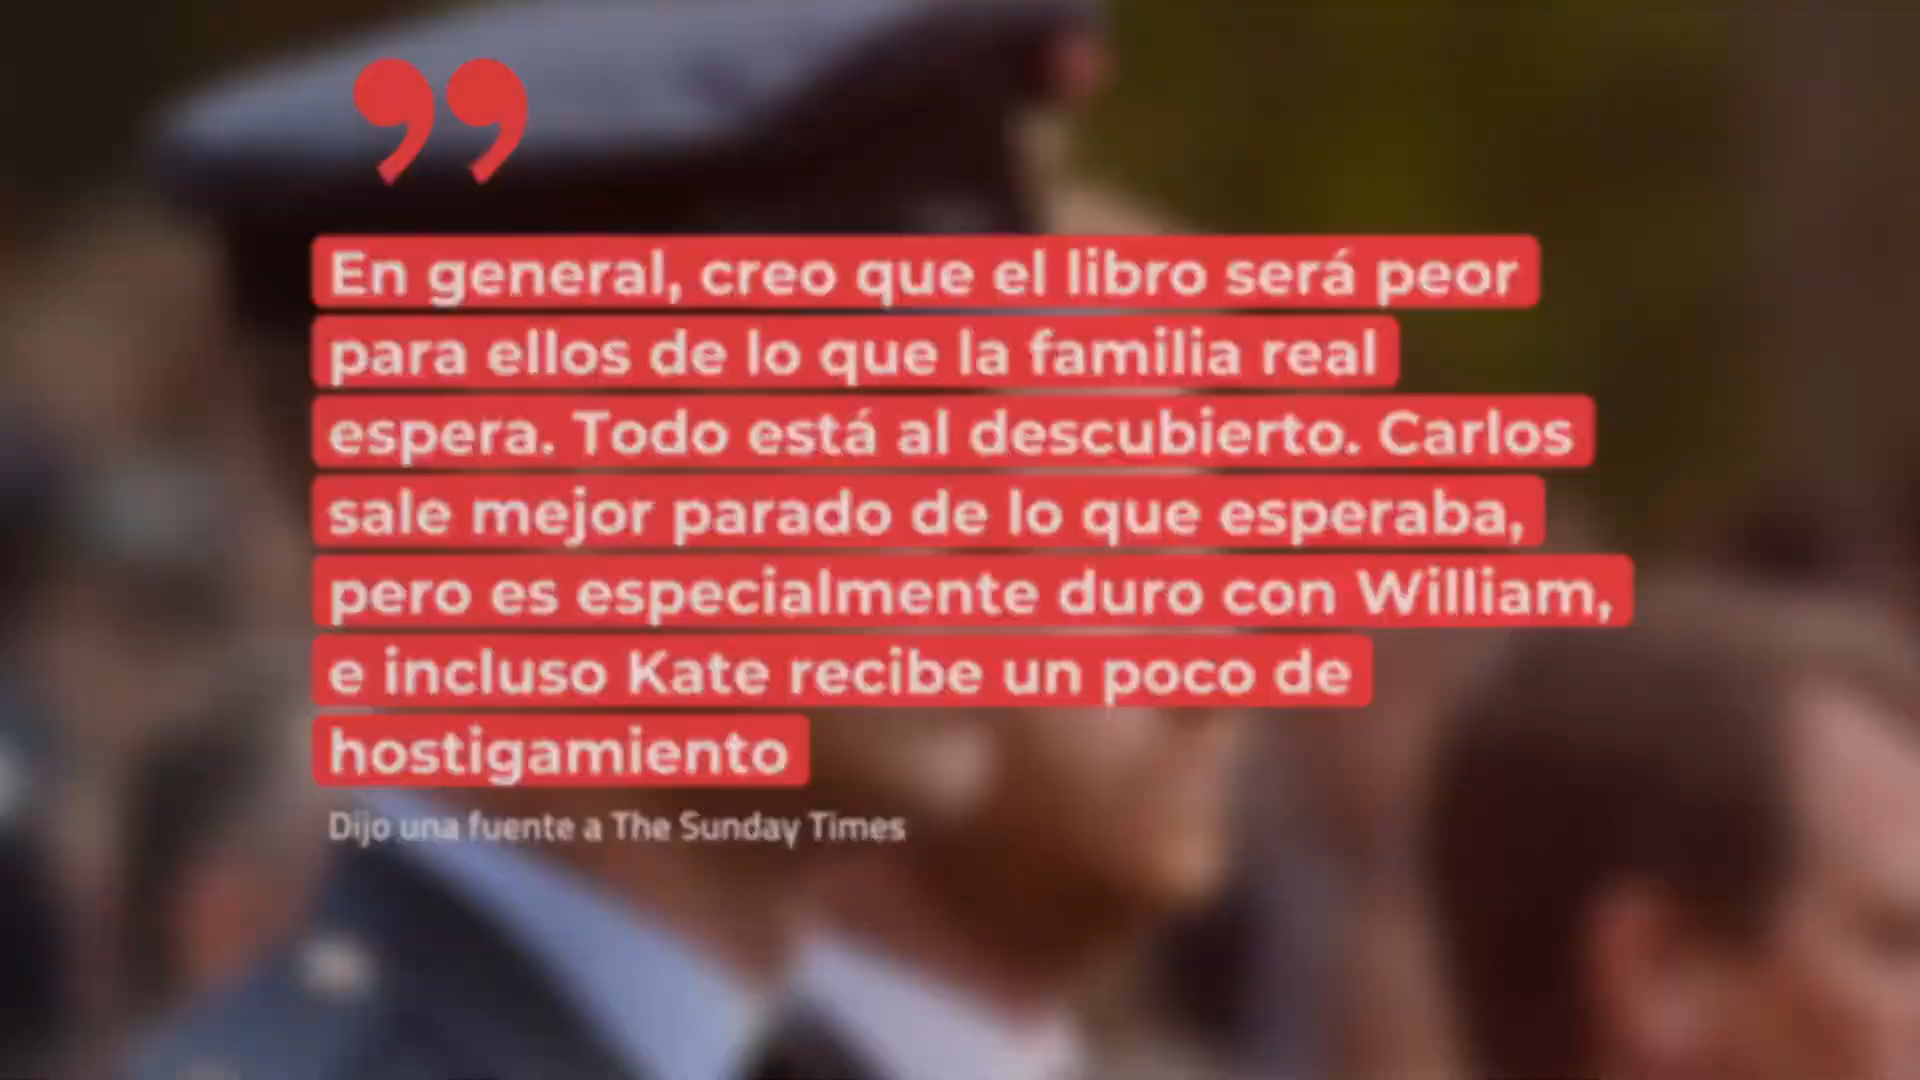 ”
En general, creo que el libro será peor
para ellos de lo que la familia real
espera. Todo está al descubierto. Carlos
sale mejor parado de lo que esperaba,
pero es especialmente duro con William,
e incluso Kate recibe un poco de
hostigamiento
Dijo una fuente a The Sunday Times